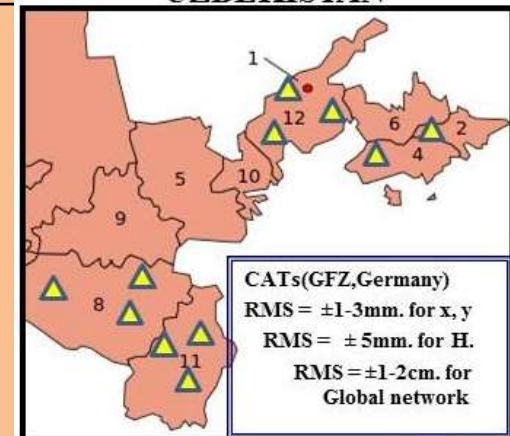 UZBEKISTAN
1
12
6
2
4
5
10
9
8
11
CATs(GFZ,Germany)
RMS = ±1-3mm. for x, y
RMS = ± 5mm. for H.
RMS = ±1-2cm. for
Global network